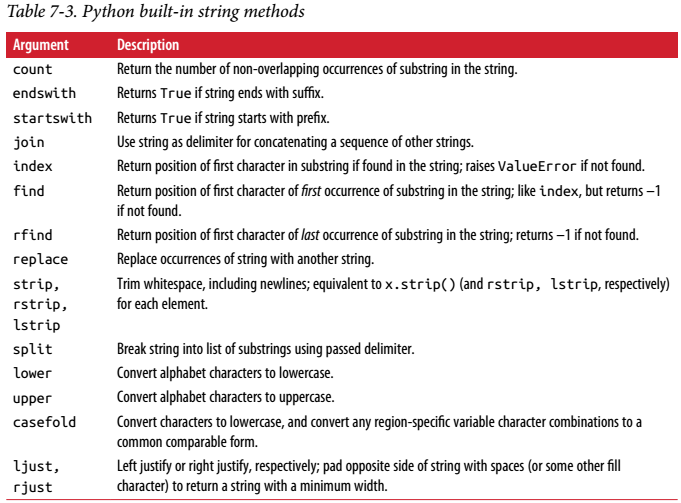 Table 7-3. Python built-in string methods
Argument Description
count Return the number of non-overlapping occurrences of substring in the string.
endswith Returns True if string ends with suffix.
startswith Returns True if string starts with prefix.
join Use string as delimiter for concatenating a sequence of other strings.
index Return position of first character in substring if found in the string; raises ValueError if not found.
find Return position of first character of first occurrence of substring in the string; like index, but returns –1
if not found.
rfind Return position of first character of last occurrence of substring in the string; returns –1 if not found.
replace Replace occurrences of string with another string.
strip, Trim whitespace, including newlines; equivalent to x.strip() (and rstrip, lstrip, respectively)
rstrip, for each element.
lstrip
split Break string into list of substrings using passed delimiter.
lower Convert alphabet characters to lowercase.
upper Convert alphabet characters to uppercase.
casefold Convert characters to lowercase, and convert any region-specific variable character combinations to a
common comparable form.
ljust, Left justify or right justify, respectively; pad opposite side of string with spaces (or some other fill
rjust character) to return a string with a minimum width.